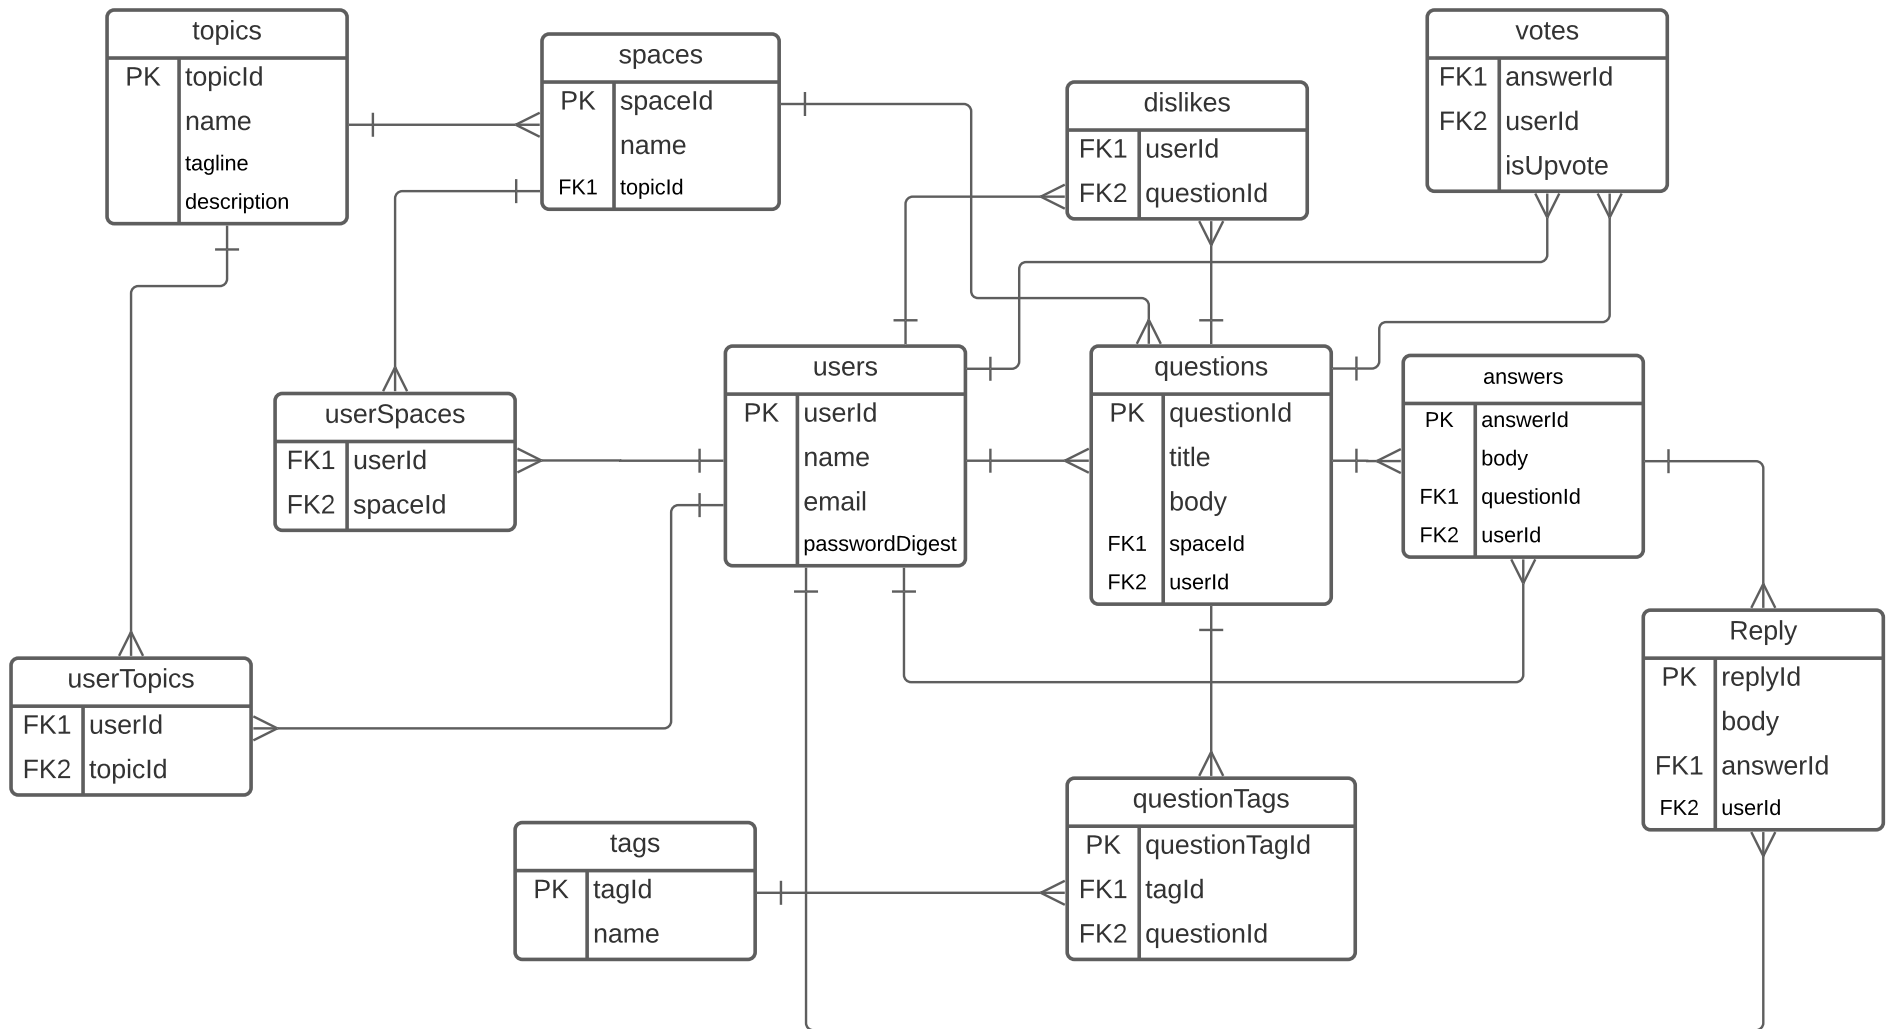 topics
PK topicId
name
tagline
description
spaces
PK spaceId
name
FK1 topicId
dislikes
FK1 userId
FK2 questionId
votes
FK1 answerId
FK2 userId
isUpvote
userSpaces
FK1 userId
FK2 spaceId
users
PK userId
name
email
passwordDigest
questions
PK questionId
title
body
FK1 spaceId
FK2 userId
answers
PK answerId
body
FK1 questionId
FK2 userId
userTopics
FK1 userId
FK2 topicId
Reply
PK replyId
body
FK1 answerId
FK2 userId
tags
PK tagId
name
questionTags
PK questionTagId
FK1 tagId
FK2 questionId